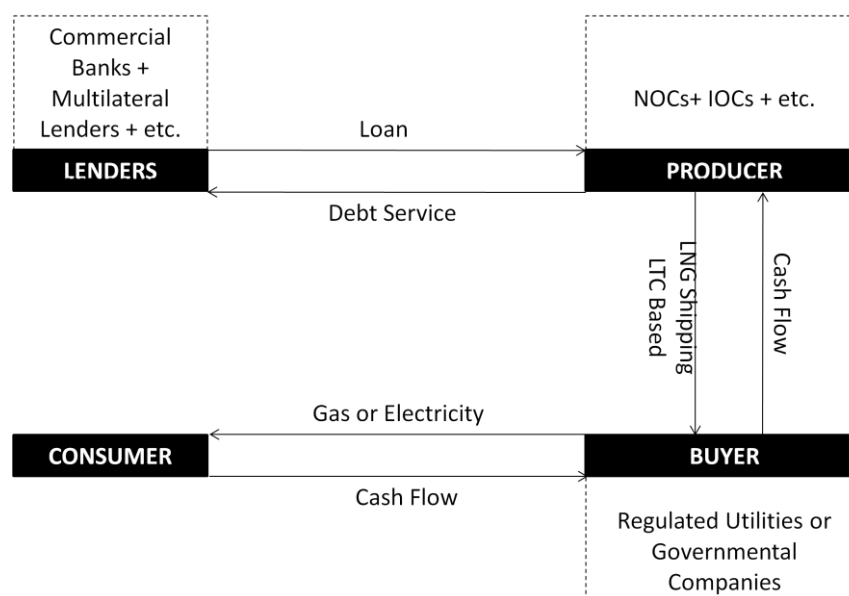 Commercial
Banks +
Multilateral
Lenders + etc.
NOCs+ IOCs + etc.
Loan
LENDERS
PRODUCER
Debt Service
LNG Shipping
LTC Based
Cash Flow
Gas or Electricity
CONSUMER
BUYER
Cash Flow
Regulated Utilities or
Governmental
Companies